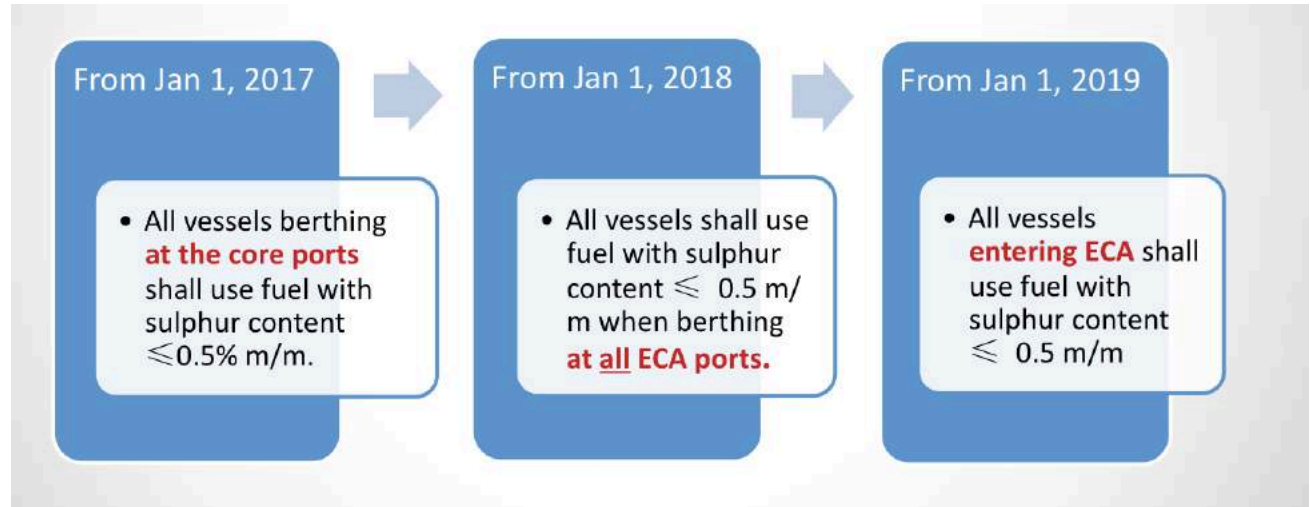 From Jan 1, 2017
• All vessels berthing
at the core ports
shall use fuel with
sulphur content
≤0.5% m/m.
From Jan 1, 2018
• All vessels shall use
fuel with sulphur
content ≤ 0.5 m/
m when berthing
at all ECA ports.
From Jan 1, 2019
• All vessels
entering ECA shall
use fuel with
sulphur content
≤ 0.5 m/m